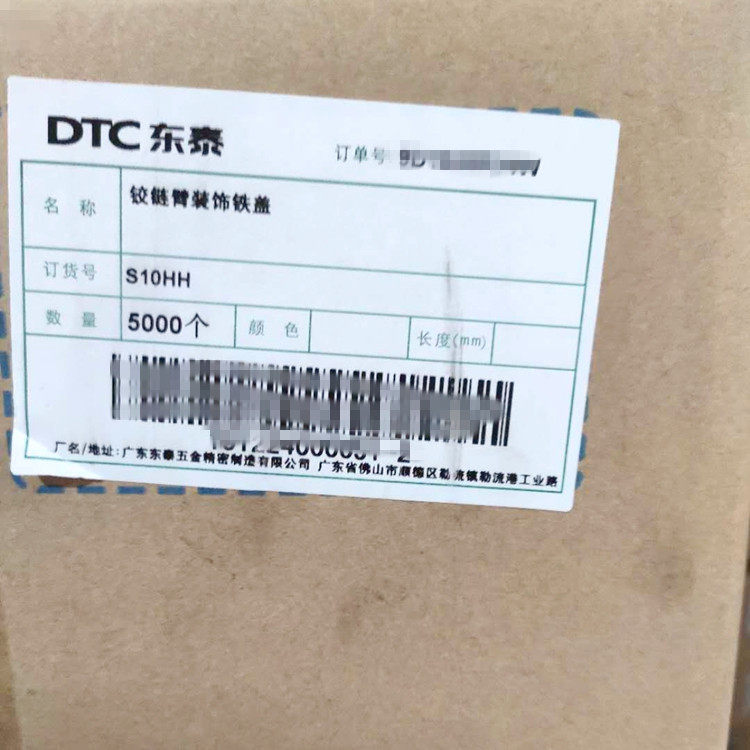 DTC 东泰
订单号
名 称 铰链臂装饰铁盖
订货号 S10HH
数 量 5000个 颜 色 长度(mm)
厂名/地址:广东东泰五金精密制造有限公司 广东省佛山市顺德区勒流镇勒流港工业路